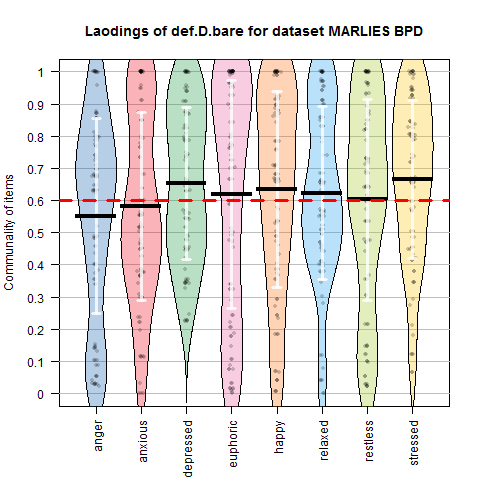 Laodings of def.D.bare for dataset MARLIES BPD
Communality of items
1
0.9
0.8
0.7
0.6
0.5
0.4
0.3
0.2
0.1
0
anger
anxious
depressed
euphoric
happy
relaxed
restless
stressed